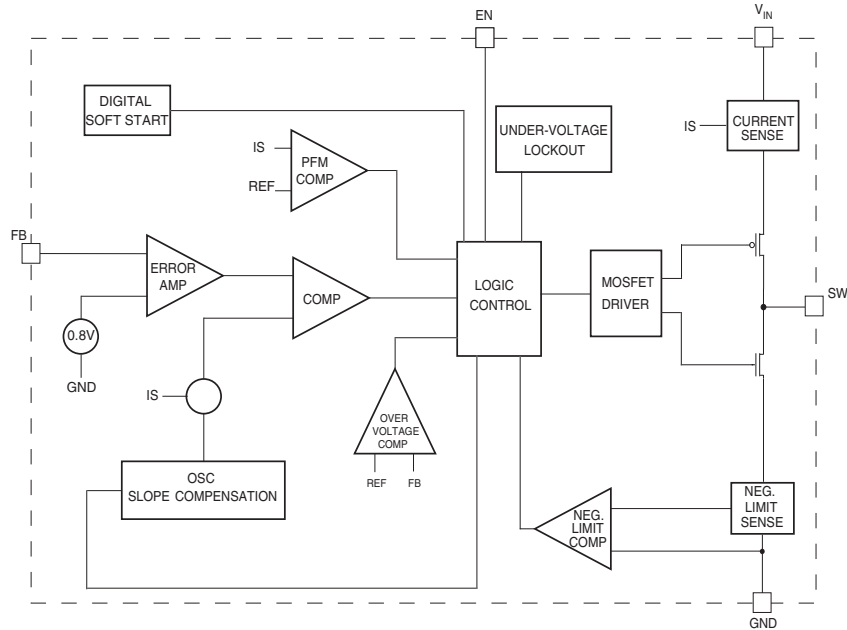 EN
V_IN
DIGITAL
SOFT START
IS
PFM
COMP
REF
UNDER-VOLTAGE
LOCKOUT
IS
CURRENT
SENSE
FB
ERROR
AMP
0.8V
GND
COMP
LOGIC
CONTROL
MOSFET
DRIVER
SW
IS
OVER
VOLTAGE
COMP
REF
FB
OSC
SLOPE COMPENSATION
NEG.
LIMIT
COMP
NEG.
LIMIT
SENSE
GND